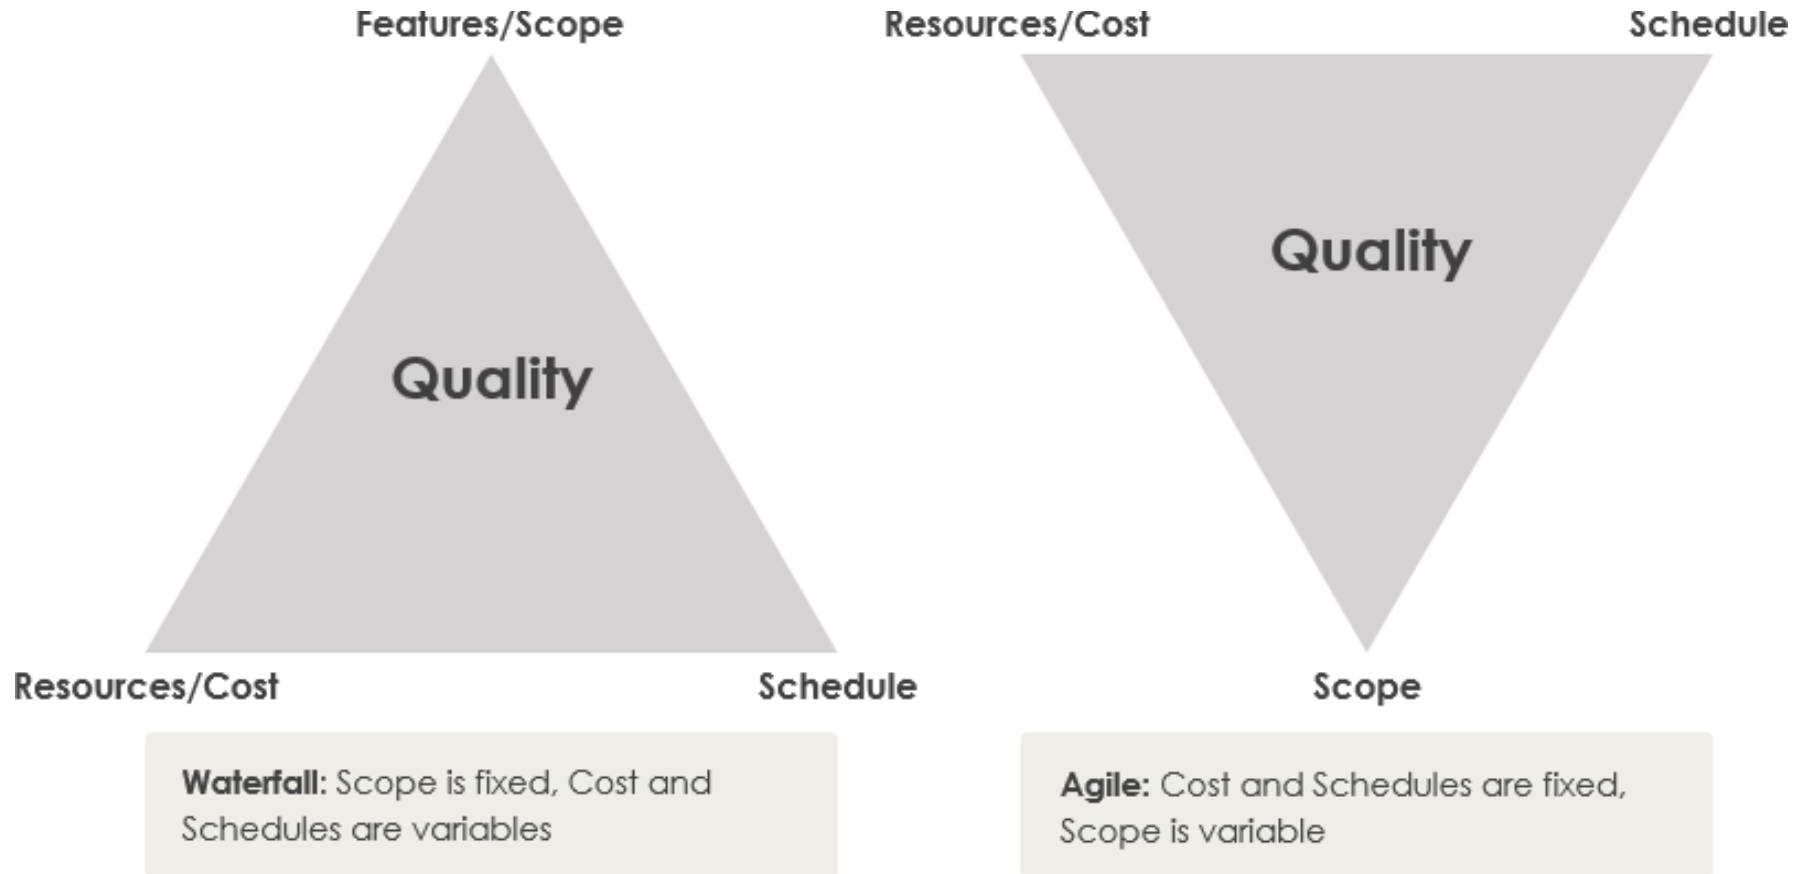 Features/Scope
Quality
Resources/Cost
Schedule
Waterfall: Scope is fixed, Cost and
Schedules are variables
Resources/Cost
Schedule
Quality
Scope
Agile: Cost and Schedules are fixed,
Scope is variable